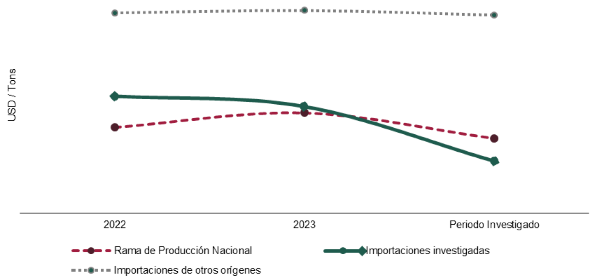 USD / Tons
2022
2023
Periodo Investigado
Rama de Producción Nacional
Importaciones investigadas
Importaciones de otros orígenes